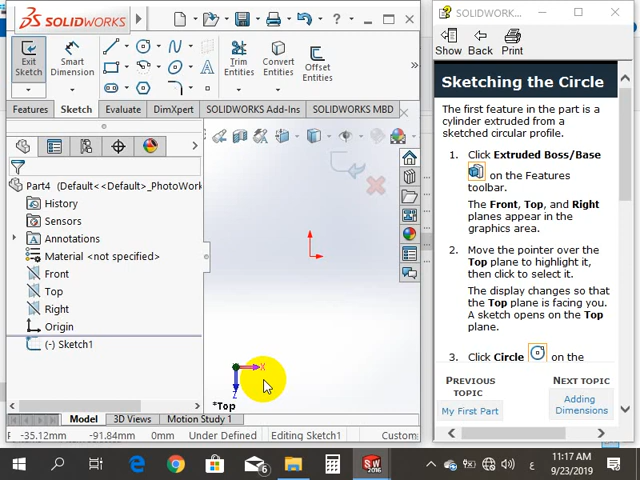 SOLIDWORKS
Exit Sketch
Smart Dimension
Trim Entities
Convert Entities
Offset Entities
Features
Sketch
Evaluate
DimXpert
SOLIDWORKS Add-Ins
SOLIDWORKS MBD
Part4 (Default<<Default>_PhotoWork
History
Sensors
Annotations
Material <not specified>
Front
Top
Right
Origin
(-) Sketch1
X
Z
*Top
Model
3D Views
Motion Study 1
-35.12mm
-91.84mm
0mm
Under Defined
Editing Sketch1
Custom
SOLIDWORKS...
Show
Back
Print
Sketching the Circle
The first feature in the part is a
cylinder extruded from a
sketched circular profile.
1. Click Extruded Boss/Base
on the Features
toolbar.
The Front, Top, and Right
planes appear in the
graphics area.
2. Move the pointer over the
Top plane to highlight it,
then click to select it.
The display changes so that
the Top plane is facing you.
A sketch opens on the Top
plane.
3. Click Circle on the
PREVIOUS TOPIC
My First Part
NEXT TOPIC
Adding Dimensions
6
SW
2016
ع
11:17 AM
9/23/2019